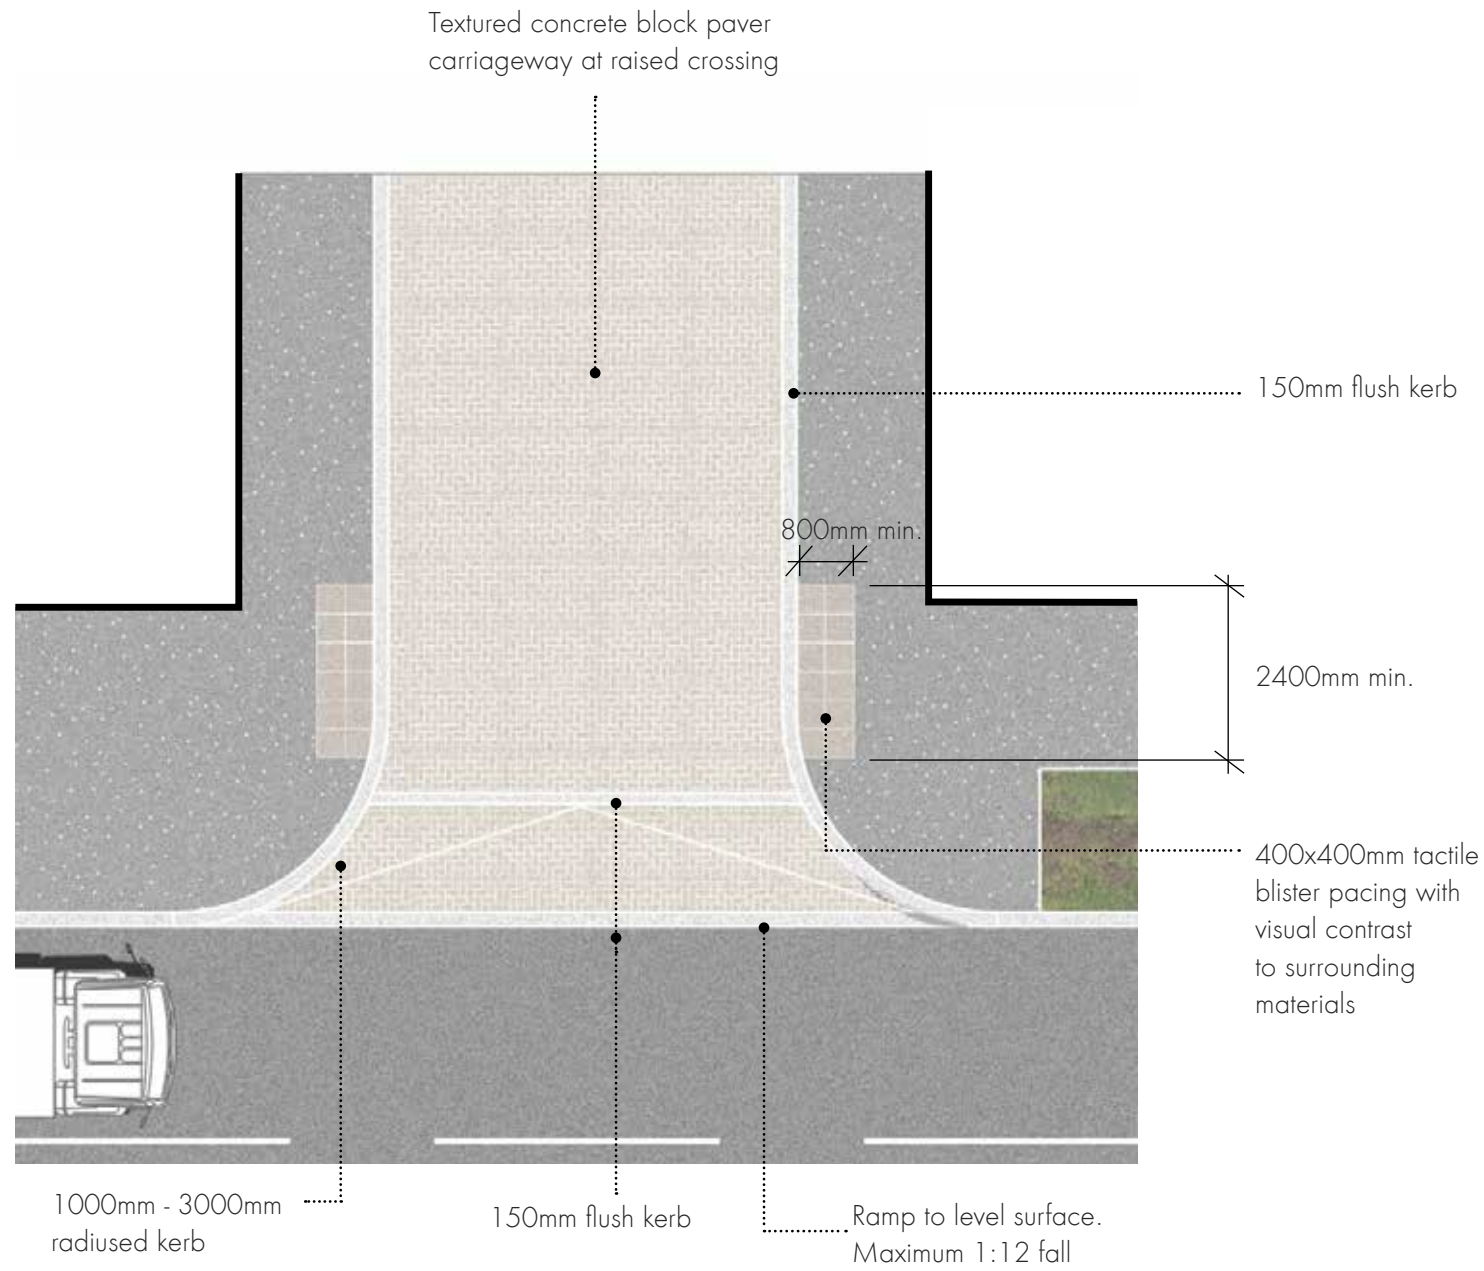 Textured concrete block paver
carriageway at raised crossing
150mm flush kerb
800mm min.
2400mm min.
400x400mm tactile
blister pacing with
visual contrast
to surrounding
materials
1000mm - 3000mm
radiused kerb
150mm flush kerb
Ramp to level surface.
Maximum 1:12 fall